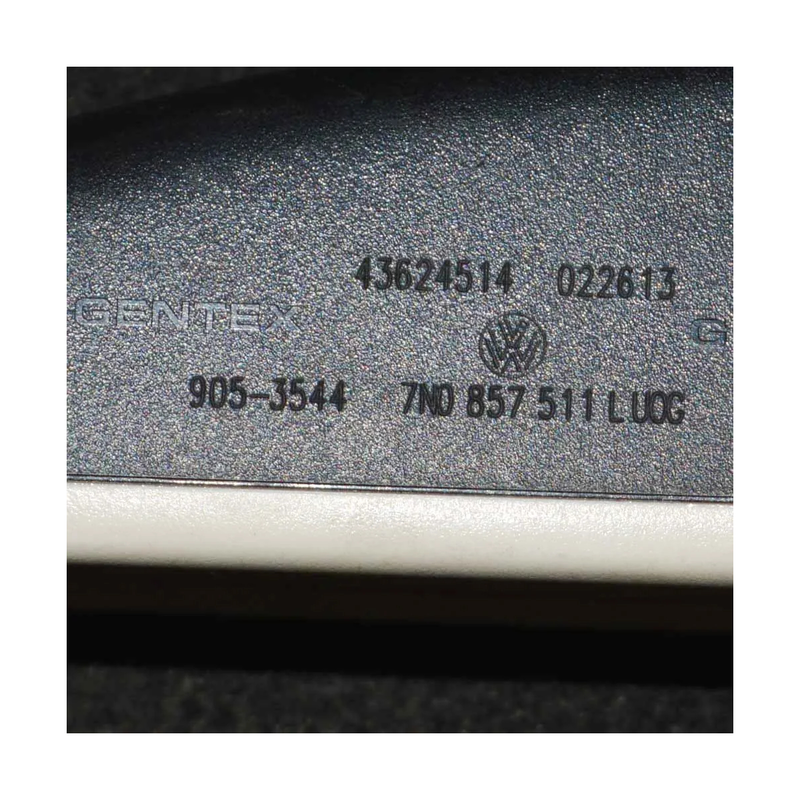 43624514 022613
GENTEX G
905-3544 7N0 857 511 L UOG